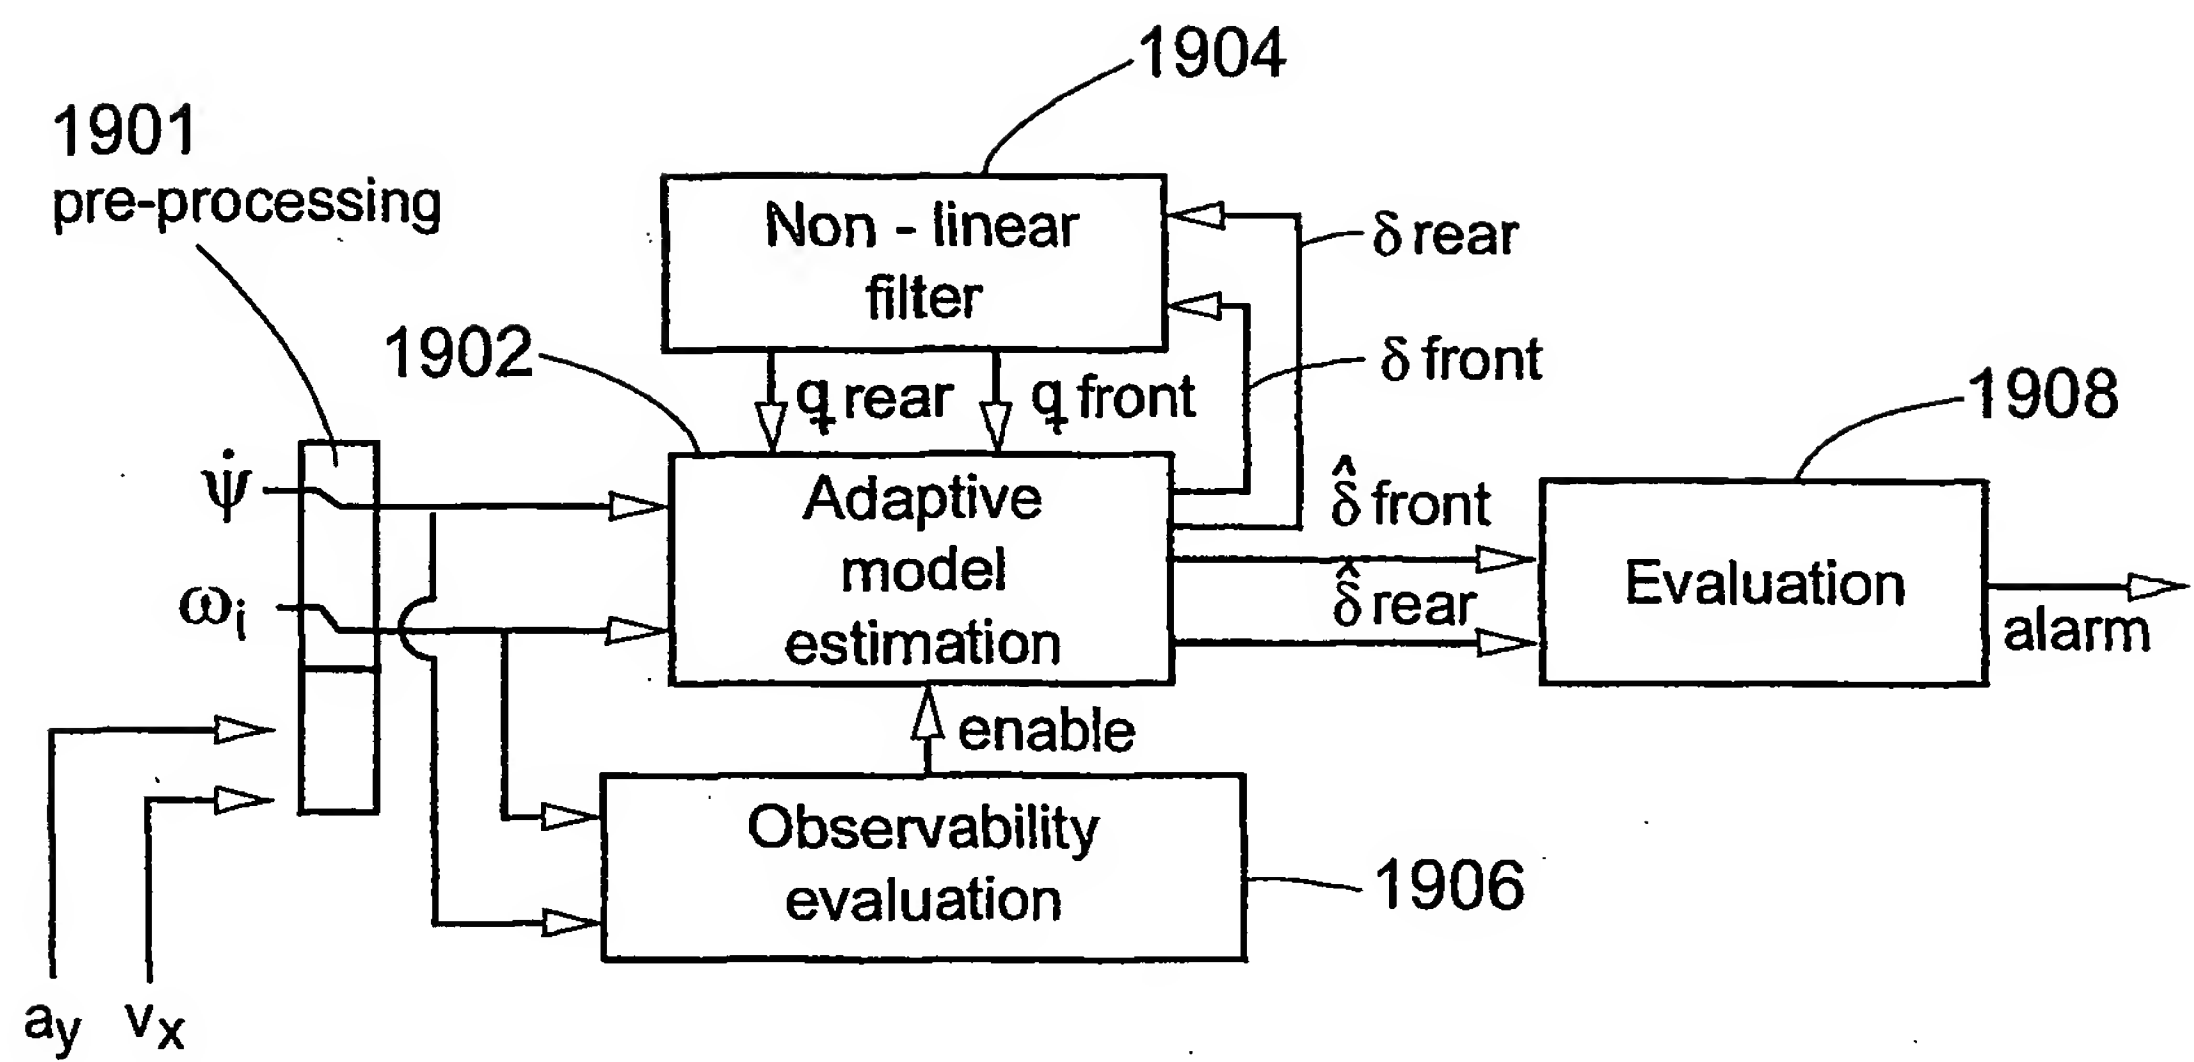 1904
1901
pre-processing
Non - linear
filter
δ rear
1902
δ front
q rear
q front
1908
ψ̇
Adaptive
model
estimation
δ̂ front
δ̂ rear
Evaluation
ωi
alarm
enable
Observability
evaluation
1906
ay
vx